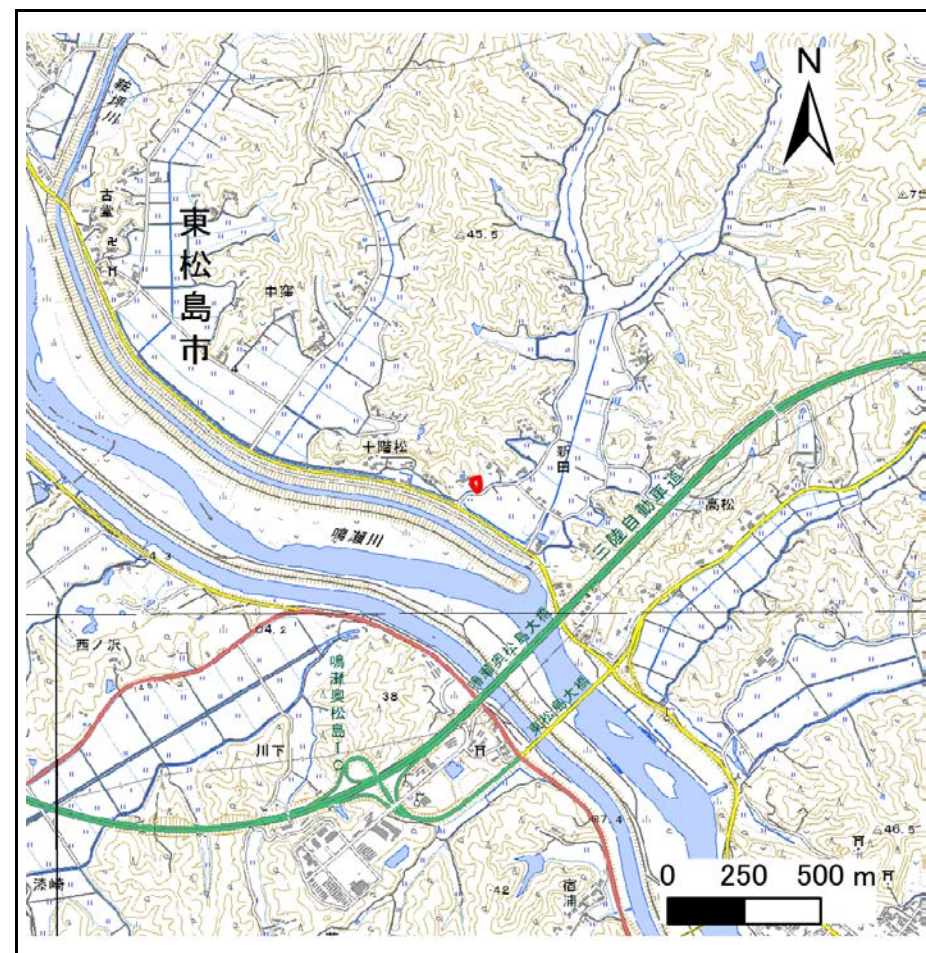 鞍坪川
N
古堂
東松島市
45.5
中窪
十階松
新田
三陸自動車道
高松
鳴瀬川
4.3
鳴瀬奥松島大橋
4.2
西ノ沢
鳴瀬奥松島IC
38
東松島大橋
川下
7.4
46.5
0 250 500 m
42
宿浦